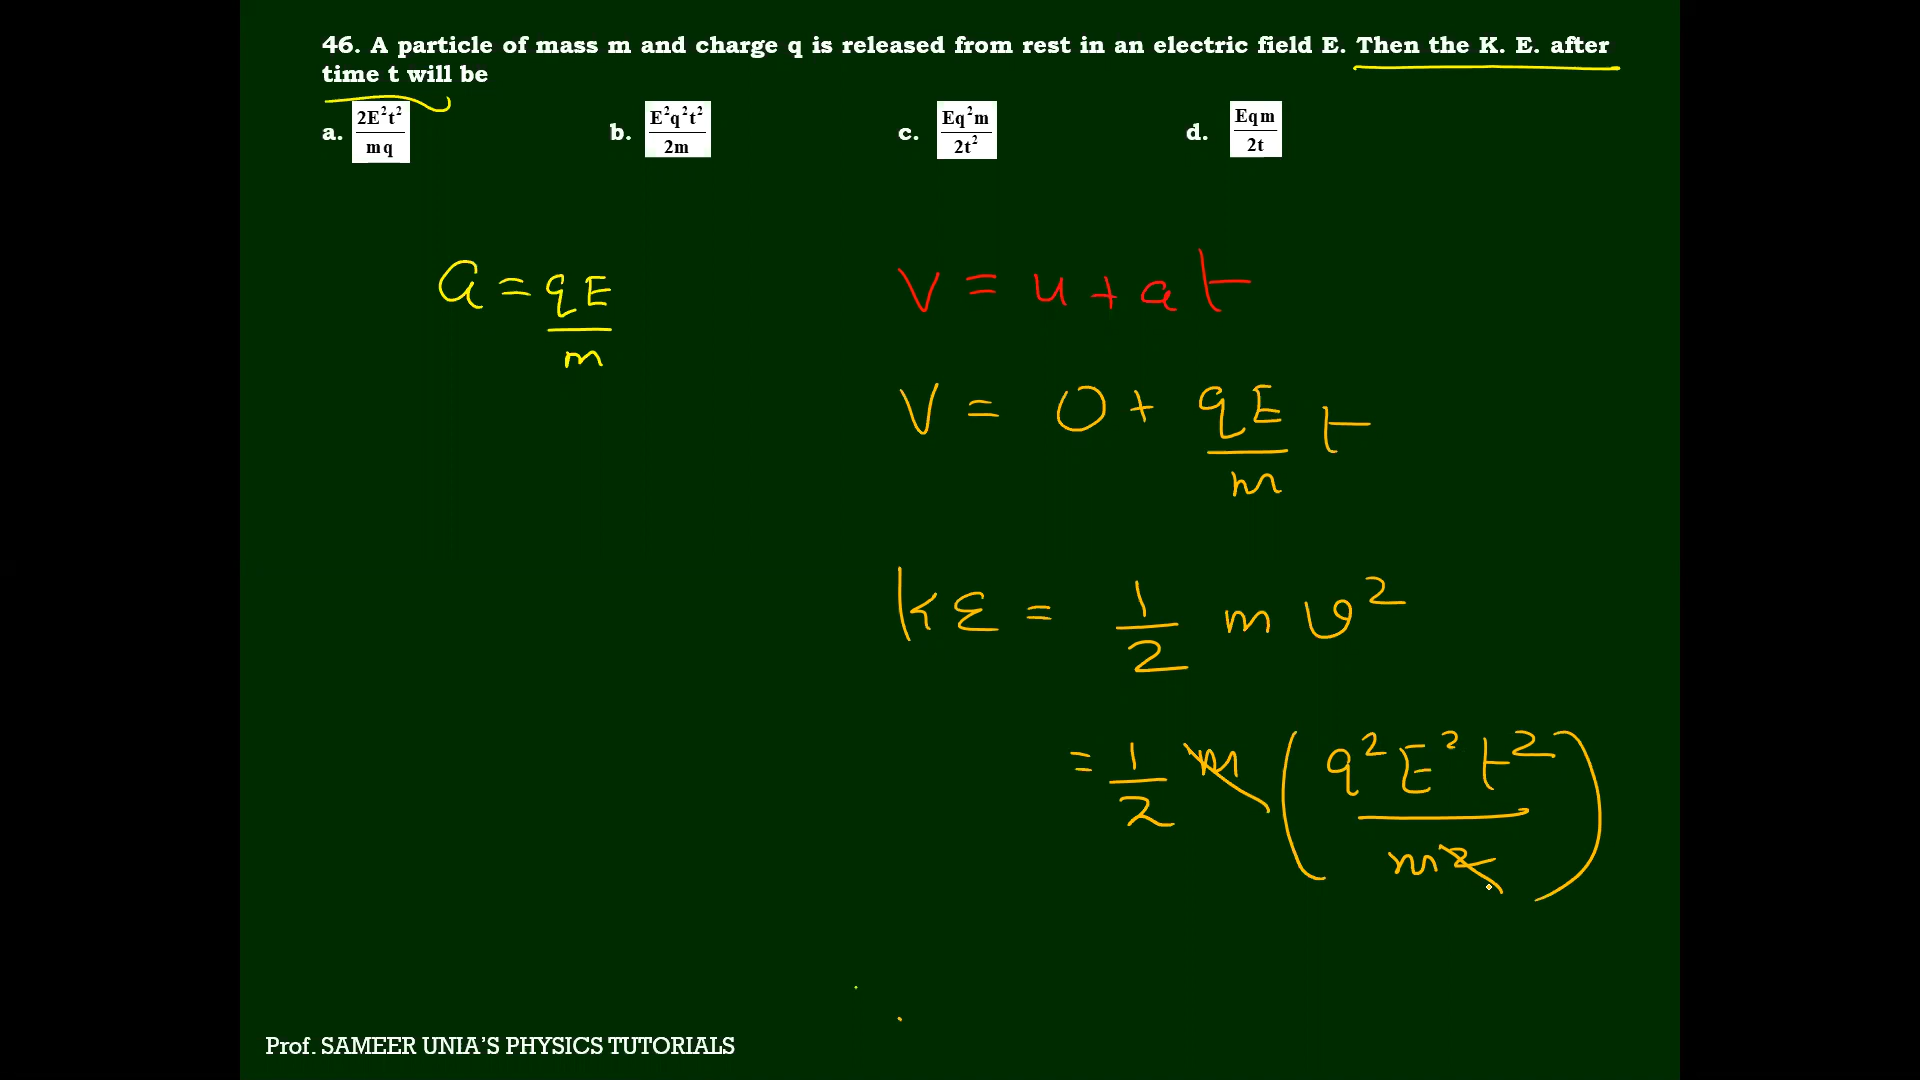 46. A particle of mass m and charge q is released from rest in an electric field E. Then the K. E. after
time t will be
a. 2E²t²/mq b. E²q²t²/2m c. Eq²m/2t² d. Eqm/2t
a = qE/m
v = u + at
v = 0 + qE/m t
KE = 1/2 m v²
= 1/2 m (q²E²t²/m²)
Prof. SAMEER UNIA'S PHYSICS TUTORIALS